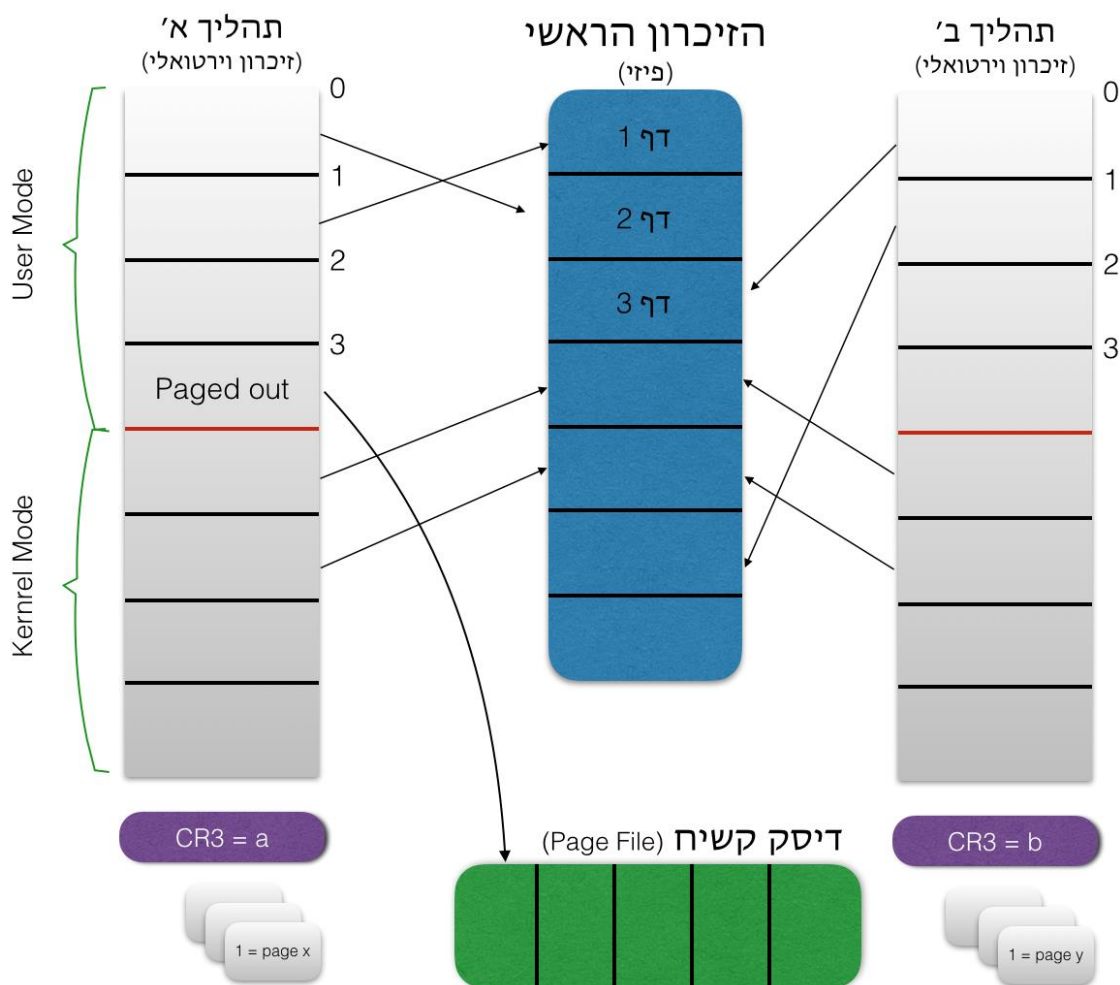 תהליך א׳
(זיכרון וירטואלי)
הזיכרון הראשי
(פיזי)
תהליך ב׳
(זיכרון וירטואלי)
0
1
2
3
Paged out
User Mode
Kernrel Mode
דף 1
דף 2
דף 3
0
1
2
3
CR3 = a
1 = page x
דיסק קשיח (Page File)
CR3 = b
1 = page y